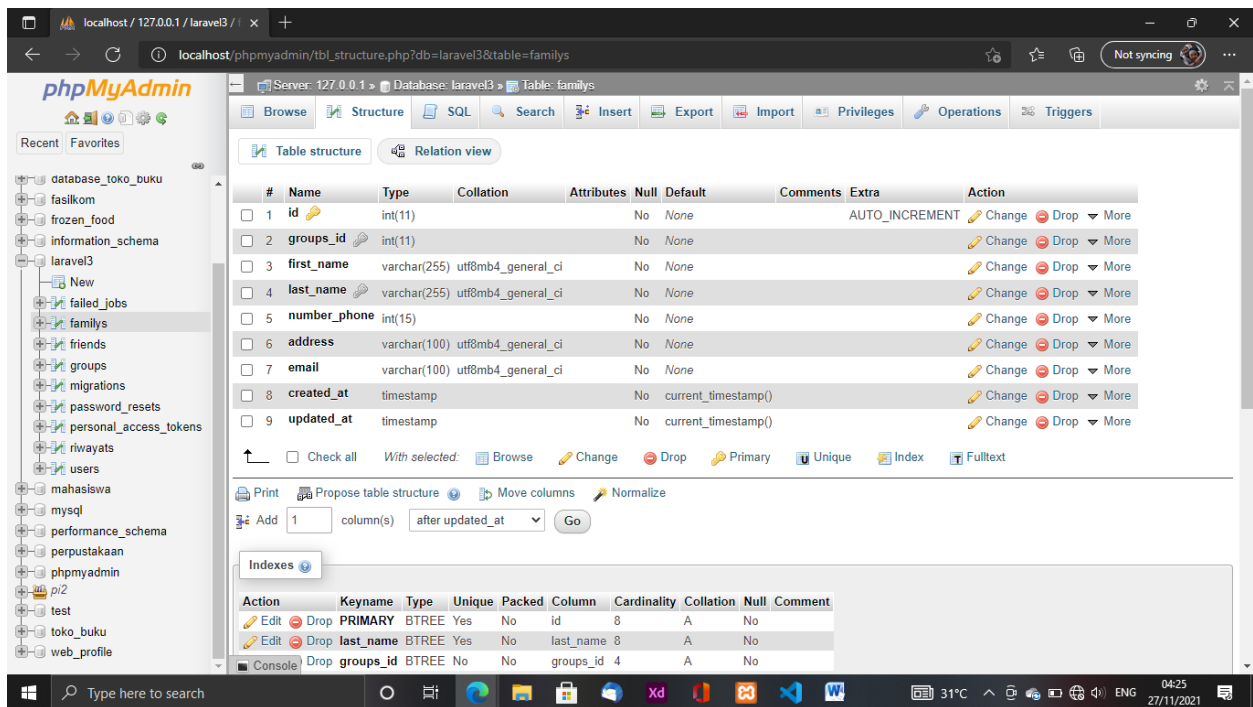 localhost / 127.0.0.1 / laravel3 / f
localhost/phpmyadmin/tbl_structure.php?db=laravel3&table=familys
Not syncing
phpMyAdmin
Recent Favorites
database_toko_buku
fasilkom
frozen_food
information_schema
laravel3
New
failed_jobs
familys
friends
groups
migrations
password_resets
personal_access_tokens
riwayats
users
mahasiswa
mysql
performance_schema
perpustakaan
phpmyadmin
pi2
test
toko_buku
web_profile
Server: 127.0.0.1 » Database: laravel3 » Table: familys
Browse Structure SQL Search Insert Export Import Privileges Operations Triggers
Table structure Relation view
# Name Type Collation Attributes Null Default Comments Extra Action
1 id int(11) No None AUTO_INCREMENT Change Drop More
2 groups_id int(11) No None Change Drop More
3 first_name varchar(255) utf8mb4_general_ci No None Change Drop More
4 last_name varchar(255) utf8mb4_general_ci No None Change Drop More
5 number_phone int(15) No None Change Drop More
6 address varchar(100) utf8mb4_general_ci No None Change Drop More
7 email varchar(100) utf8mb4_general_ci No None Change Drop More
8 created_at timestamp No current_timestamp() Change Drop More
9 updated_at timestamp No current_timestamp() Change Drop More
Check all With selected: Browse Change Drop Primary Unique Index Fulltext
Print Propose table structure Move columns Normalize
Add 1 column(s) after updated_at Go
Indexes
Action Keyname Type Unique Packed Column Cardinality Collation Null Comment
Edit Drop PRIMARY BTREE Yes No id 8 A No
Edit Drop last_name BTREE Yes No last_name 8 A No
Console Drop groups_id BTREE No No groups_id 4 A No
Type here to search
Xd
31°C
ENG
04:25
27/11/2021